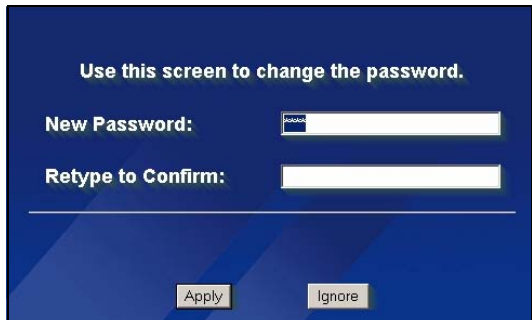 Use this screen to change the password.
New Password: ****
Retype to Confirm:
Apply Ignore